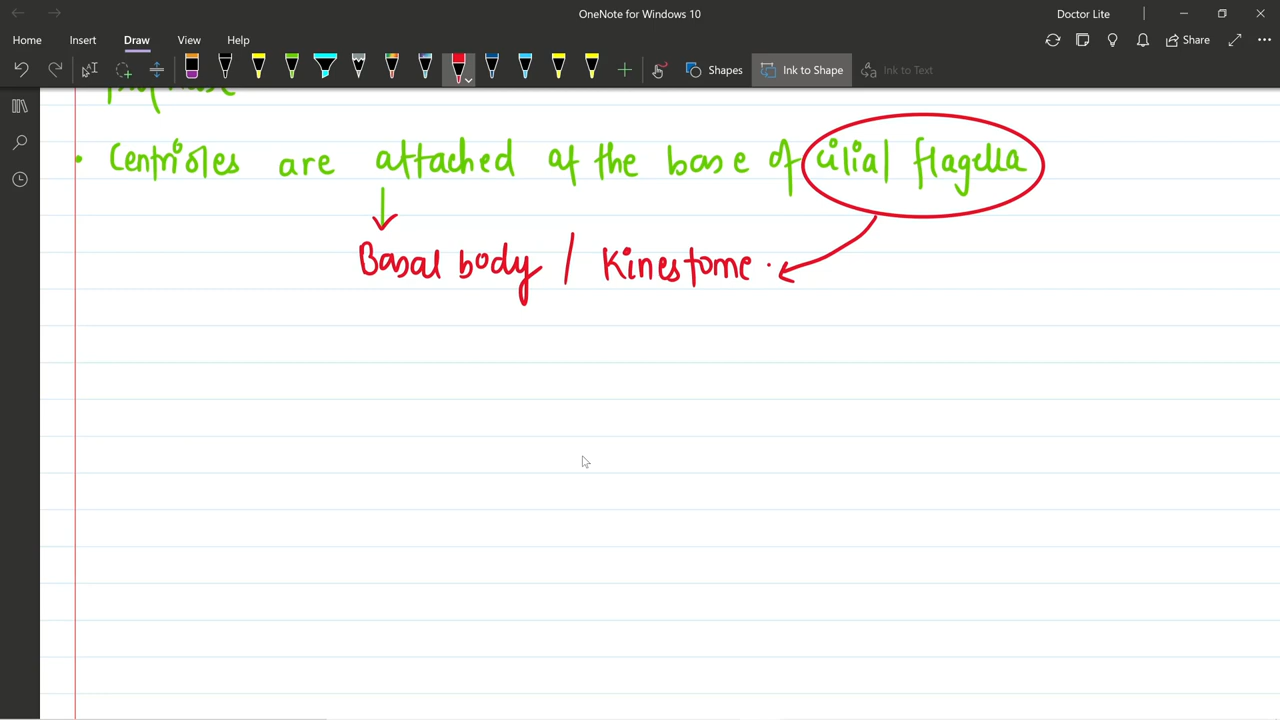 OneNote for Windows 10
Doctor Lite
Home Insert Draw View Help
Share
Shapes Ink to Shape Ink to Text
• Centrioles are attached at the base of cilial flagella
Basal body / Kinestome .